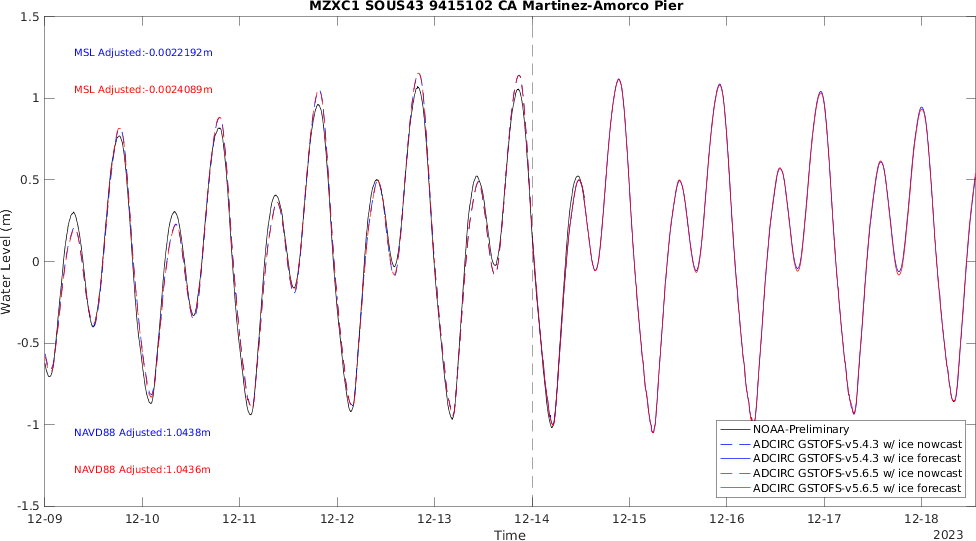 MZXC1 SOUS43 9415102 CA Martinez-Amorco Pier
1.5
MSL Adjusted:-0.0022192m
MSL Adjusted:-0.0024089m
1
0.5
Water Level (m)
0
-0.5
-1
NAVD88 Adjusted:1.0438m
NAVD88 Adjusted:1.0436m
-1.5
NOAA-Preliminary
ADCIRC GSTOFS-v5.4.3 w/ ice nowcast
ADCIRC GSTOFS-v5.4.3 w/ ice forecast
ADCIRC GSTOFS-v5.6.5 w/ ice nowcast
ADCIRC GSTOFS-v5.6.5 w/ ice forecast
12-09 12-10 12-11 12-12 12-13 12-14 12-15 12-16 12-17 12-18
Time
2023